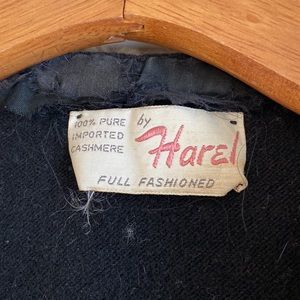 100% PURE by
IMPORTED Harel
CASHMERE
FULL FASHIONED